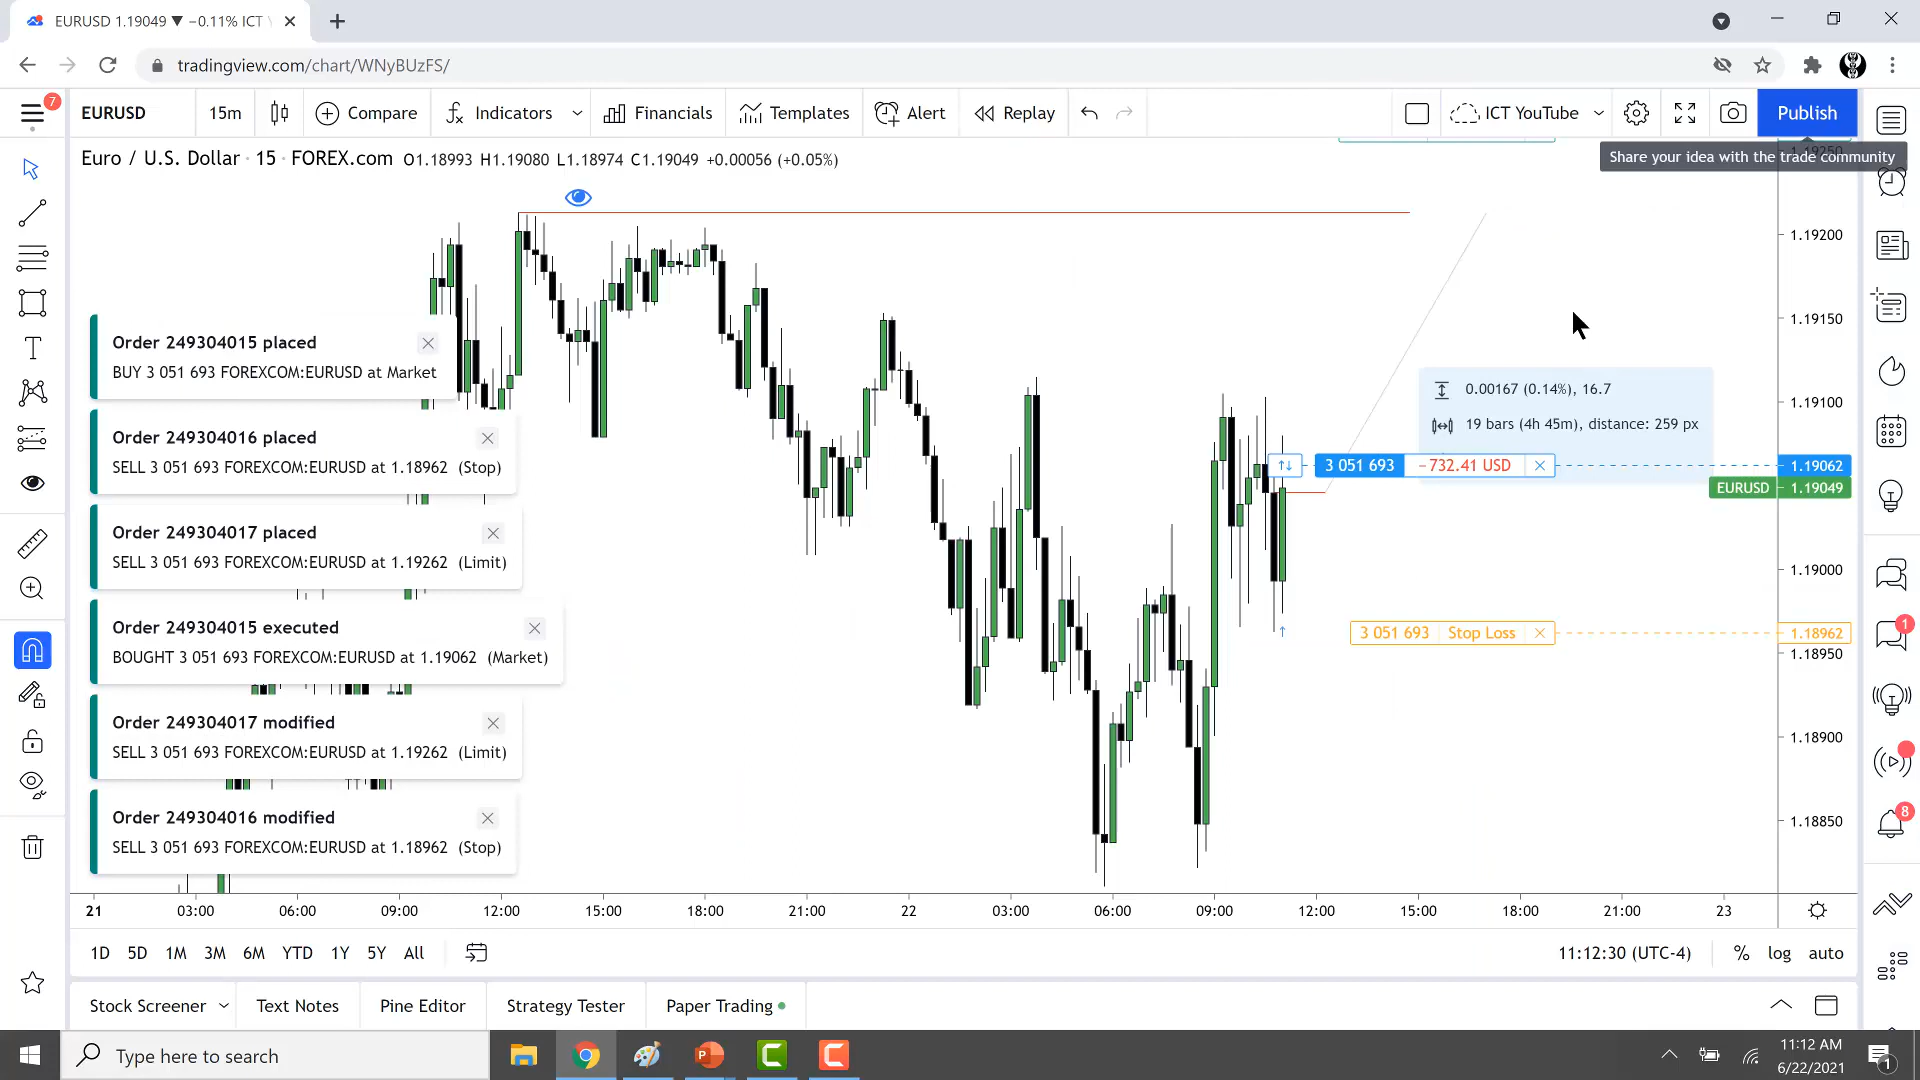 EURUSD 1.19049 ▼ −0.11% ICT
tradingview.com/chart/WNyBUzFS/
7
EURUSD
15m
Compare
Indicators
Financials
Templates
Alert
Replay
ICT YouTube
Publish
Share your idea with the trade community
Euro / U.S. Dollar · 15 · FOREX.com O1.18993 H1.19080 L1.18974 C1.19049 +0.00056 (+0.05%)
Order 249304015 placed
BUY 3 051 693 FOREXCOM:EURUSD at Market
Order 249304016 placed
SELL 3 051 693 FOREXCOM:EURUSD at 1.18962 (Stop)
Order 249304017 placed
SELL 3 051 693 FOREXCOM:EURUSD at 1.19262 (Limit)
Order 249304015 executed
BOUGHT 3 051 693 FOREXCOM:EURUSD at 1.19062 (Market)
Order 249304017 modified
SELL 3 051 693 FOREXCOM:EURUSD at 1.19262 (Limit)
Order 249304016 modified
SELL 3 051 693 FOREXCOM:EURUSD at 1.18962 (Stop)
0.00167 (0.14%), 16.7
19 bars (4h 45m), distance: 259 px
3 051 693 −732.41 USD
3 051 693 Stop Loss
1.19200
1.19150
1.19100
1.19062
EURUSD 1.19049
1.19000
1.18962
1.18950
1.18900
1.18850
1
8
21 03:00 06:00 09:00 12:00 15:00 18:00 21:00 22 03:00 06:00 09:00 12:00 15:00 18:00 21:00 23
1D 5D 1M 3M 6M YTD 1Y 5Y All
11:12:30 (UTC-4) % log auto
Stock Screener Text Notes Pine Editor Strategy Tester Paper Trading
Type here to search
11:12 AM
6/22/2021
1